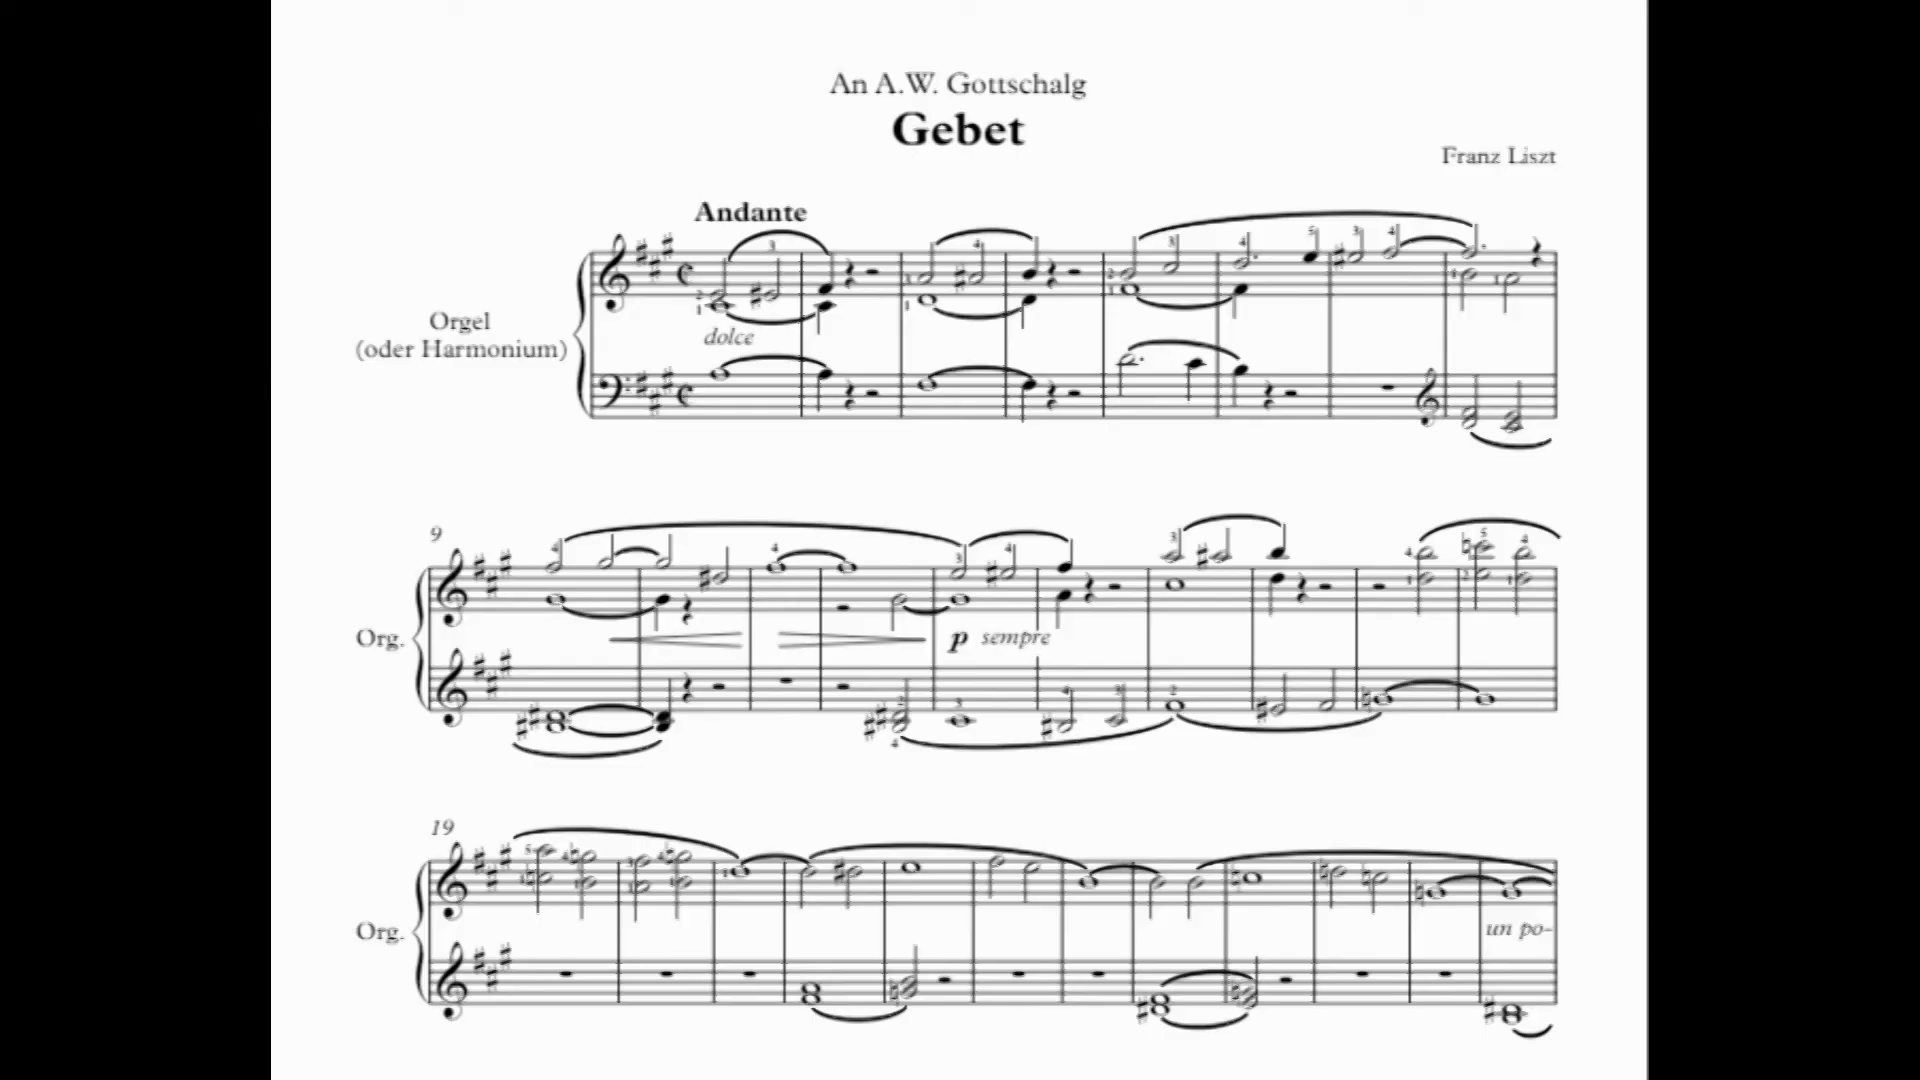 An A.W. Gottschalg
Gebet
Franz Liszt
Andante
Orgel
(oder Harmonium)
dolce
9
Org.
p sempre
19
Org.
un po-